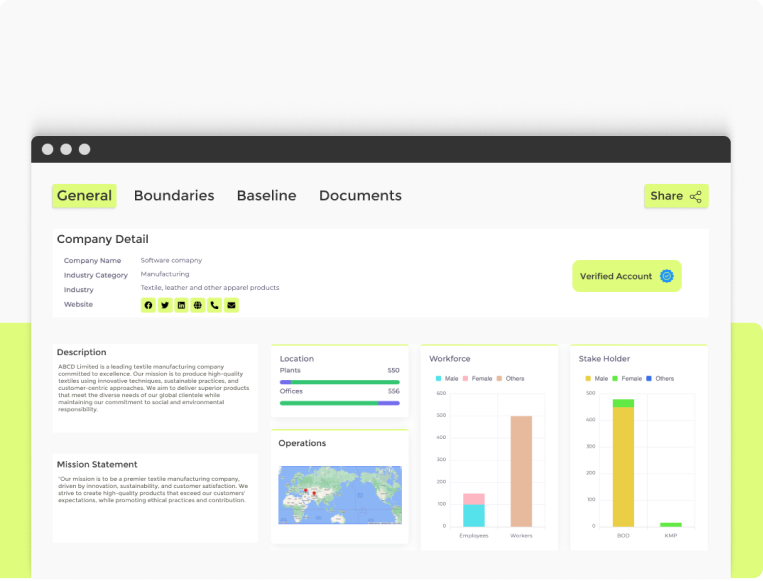 General
Boundaries
Baseline
Documents
Share
Company Detail
Company Name
Software comapny
Industry Category
Manufacturing
Industry
Textile, leather and other apparel products
Website
Verified Account
Description
ABCD Limited is a leading textile manufacturing company
committed to excellence. Our mission is to produce high-quality
textiles using innovative techniques, sustainable practices, and
customer-centric approaches. We aim to deliver superior products
that meet the diverse needs of our global clientele while
maintaining our commitment to social and environmental
responsibility.
Mission Statement
"Our mission is to be a premier textile manufacturing company,
driven by innovation, sustainability, and customer satisfaction. We
strive to create high-quality products that exceed our customers'
expectations, while promoting ethical practices and contribution.
Location
Plants
550
Offices
556
Operations
Workforce
Male
Female
Others
600
500
400
300
200
100
0
Employees
Workers
Stake Holder
Male
Female
Others
500
400
300
200
100
0
BOD
KMP